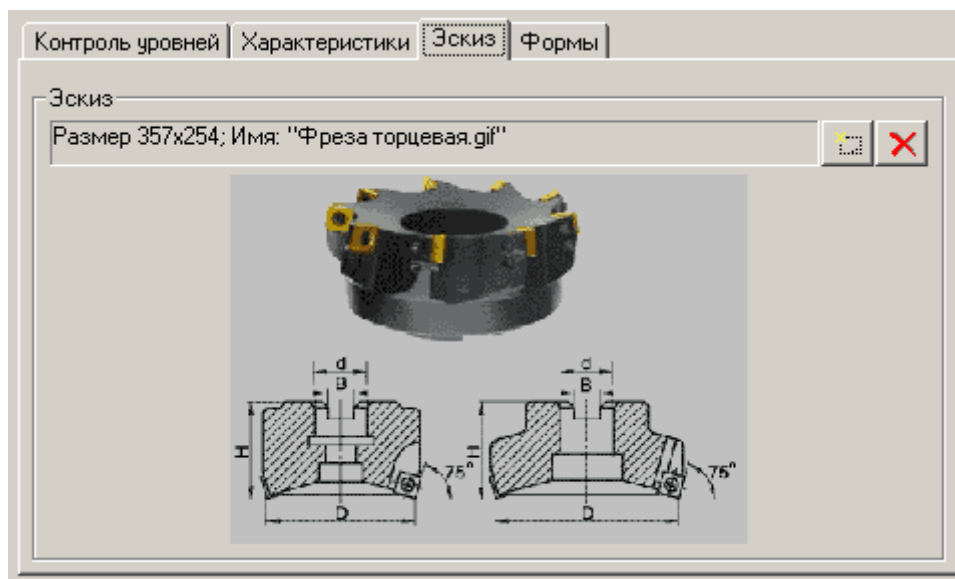 Контроль уровней Характеристики Эскиз Формы
Эскиз
Размер 357x254; Имя: "Фреза торцевая.gif"
d d
B B
H H
75° 75°
D D